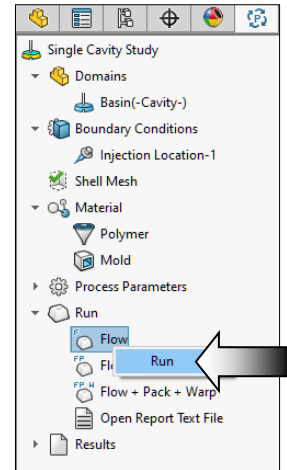 Single Cavity Study
Domains
Basin(-Cavity-)
Boundary Conditions
Injection Location-1
Shell Mesh
Material
Polymer
Mold
Process Parameters
Run
Flow
Run
Flow + Pack + Warp
Open Report Text File
Results